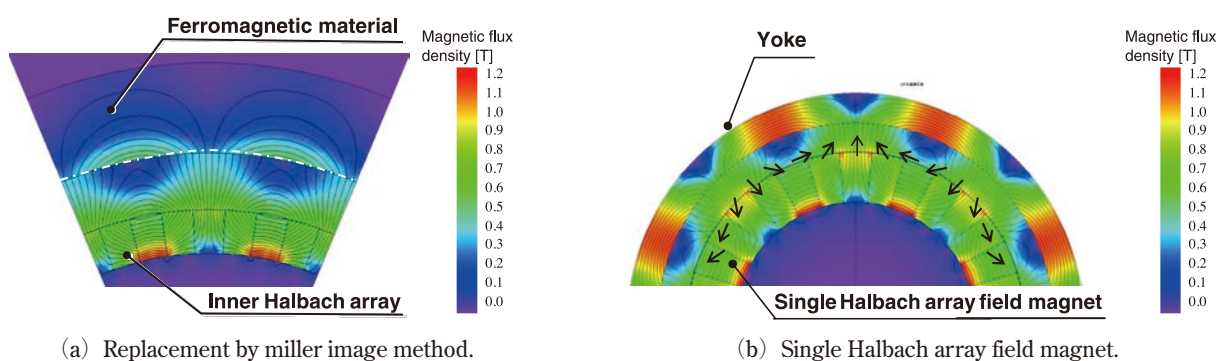 Ferromagnetic material
Magnetic flux
density [T]
1.2
1.1
1.0
0.9
0.8
0.7
0.6
0.5
0.4
0.3
0.2
0.1
0.0
Inner Halbach array
(a) Replacement by miller image method.
Yoke
Magnetic flux
density [T]
1.2
1.1
1.0
0.9
0.8
0.7
0.6
0.5
0.4
0.3
0.2
0.1
0.0
Single Halbach array field magnet
(b) Single Halbach array field magnet.